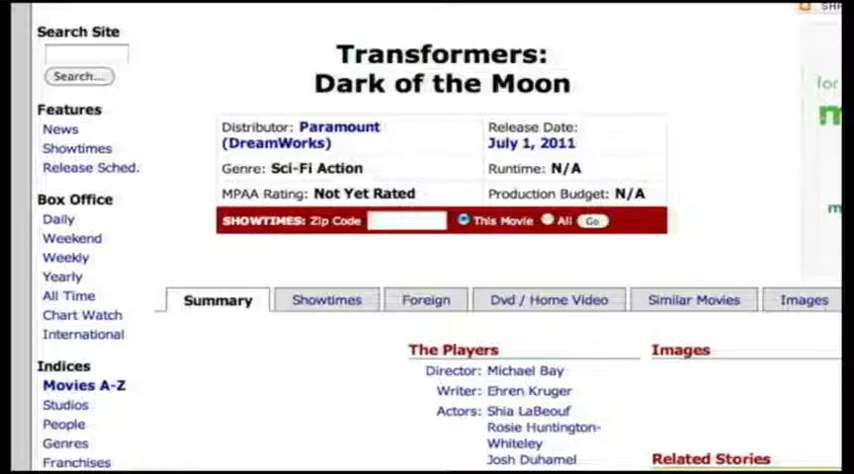 Search Site
Search...
Features
News
Showtimes
Release Sched.
Box Office
Daily
Weekend
Weekly
Yearly
All Time
Chart Watch
International
Indices
Movies A-Z
Studios
People
Genres
Franchises
Transformers:
Dark of the Moon
Distributor: Paramount
(DreamWorks)
Release Date:
July 1, 2011
Genre: Sci-Fi Action
Runtime: N/A
MPAA Rating: Not Yet Rated
Production Budget: N/A
SHOWTIMES: Zip Code This Movie All Go
Summary Showtimes Foreign Dvd / Home Video Similar Movies Images
The Players
Director: Michael Bay
Writer: Ehren Kruger
Actors: Shia LaBeouf
Rosie Huntington-
Whiteley
Josh Duhamel
Images
Related Stories
for